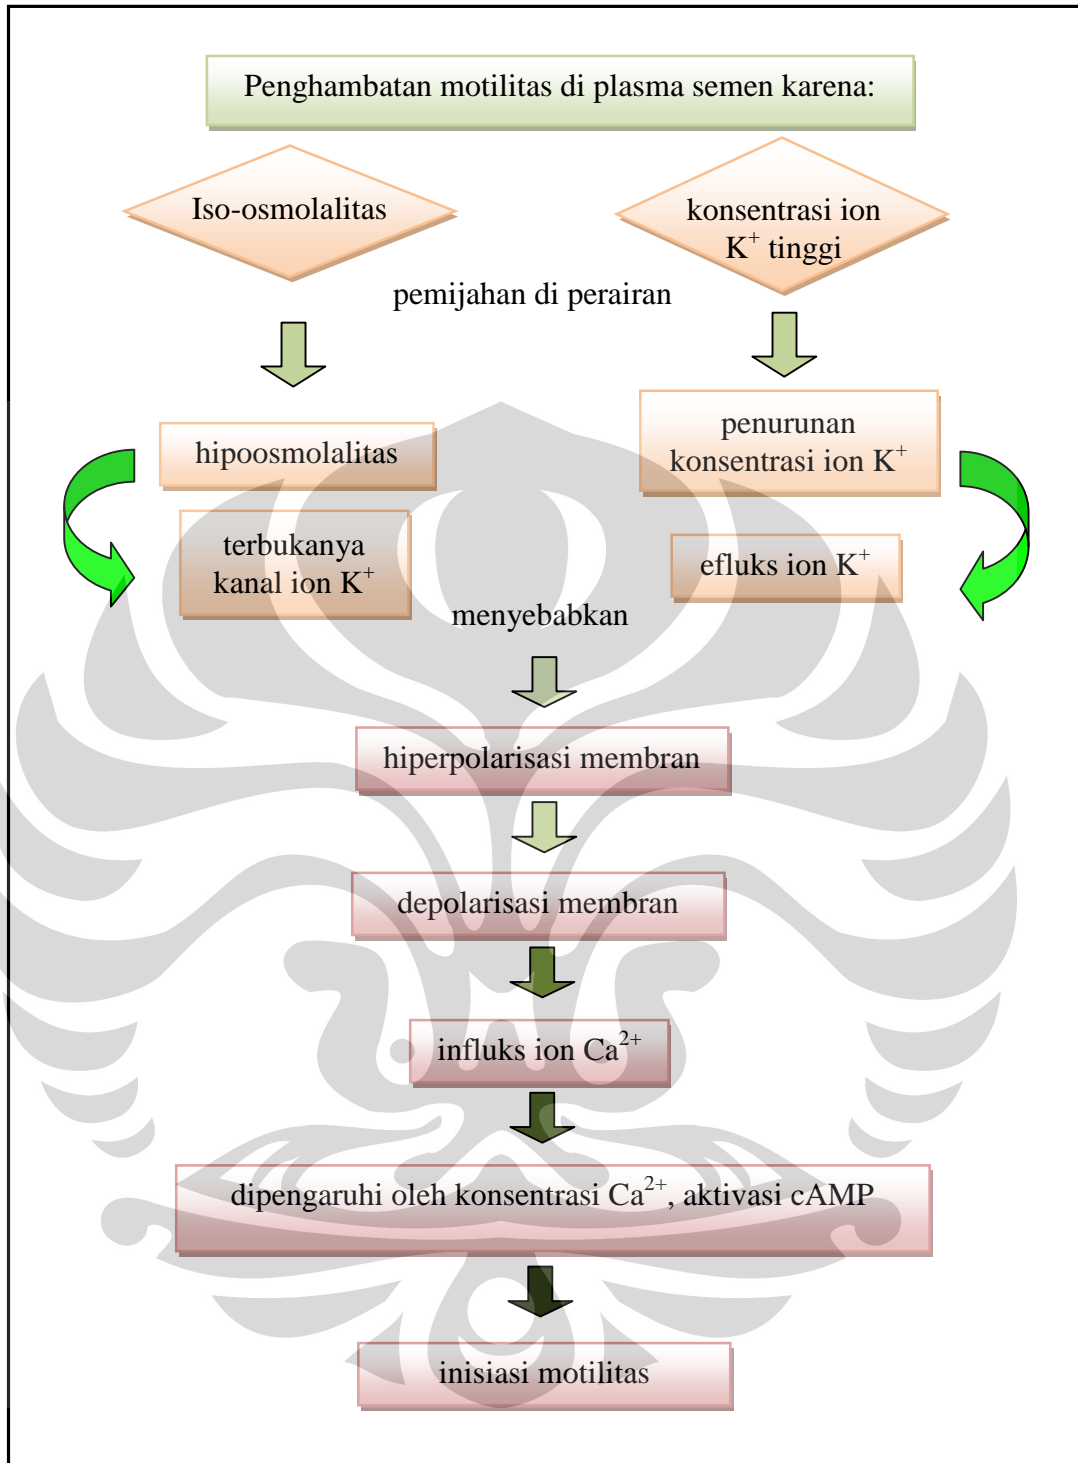 Penghambatan motilitas di plasma semen karena:
Iso-osmolalitas
konsentrasi ion
K⁺ tinggi
pemijahan di perairan
hipoosmolalitas
penurunan
konsentrasi ion K⁺
terbukanya
kanal ion K⁺
efluks ion K⁺
menyebabkan
hiperpolarisasi membran
depolarisasi membran
influks ion Ca²⁺
dipengaruhi oleh konsentrasi Ca²⁺, aktivasi cAMP
inisiasi motilitas